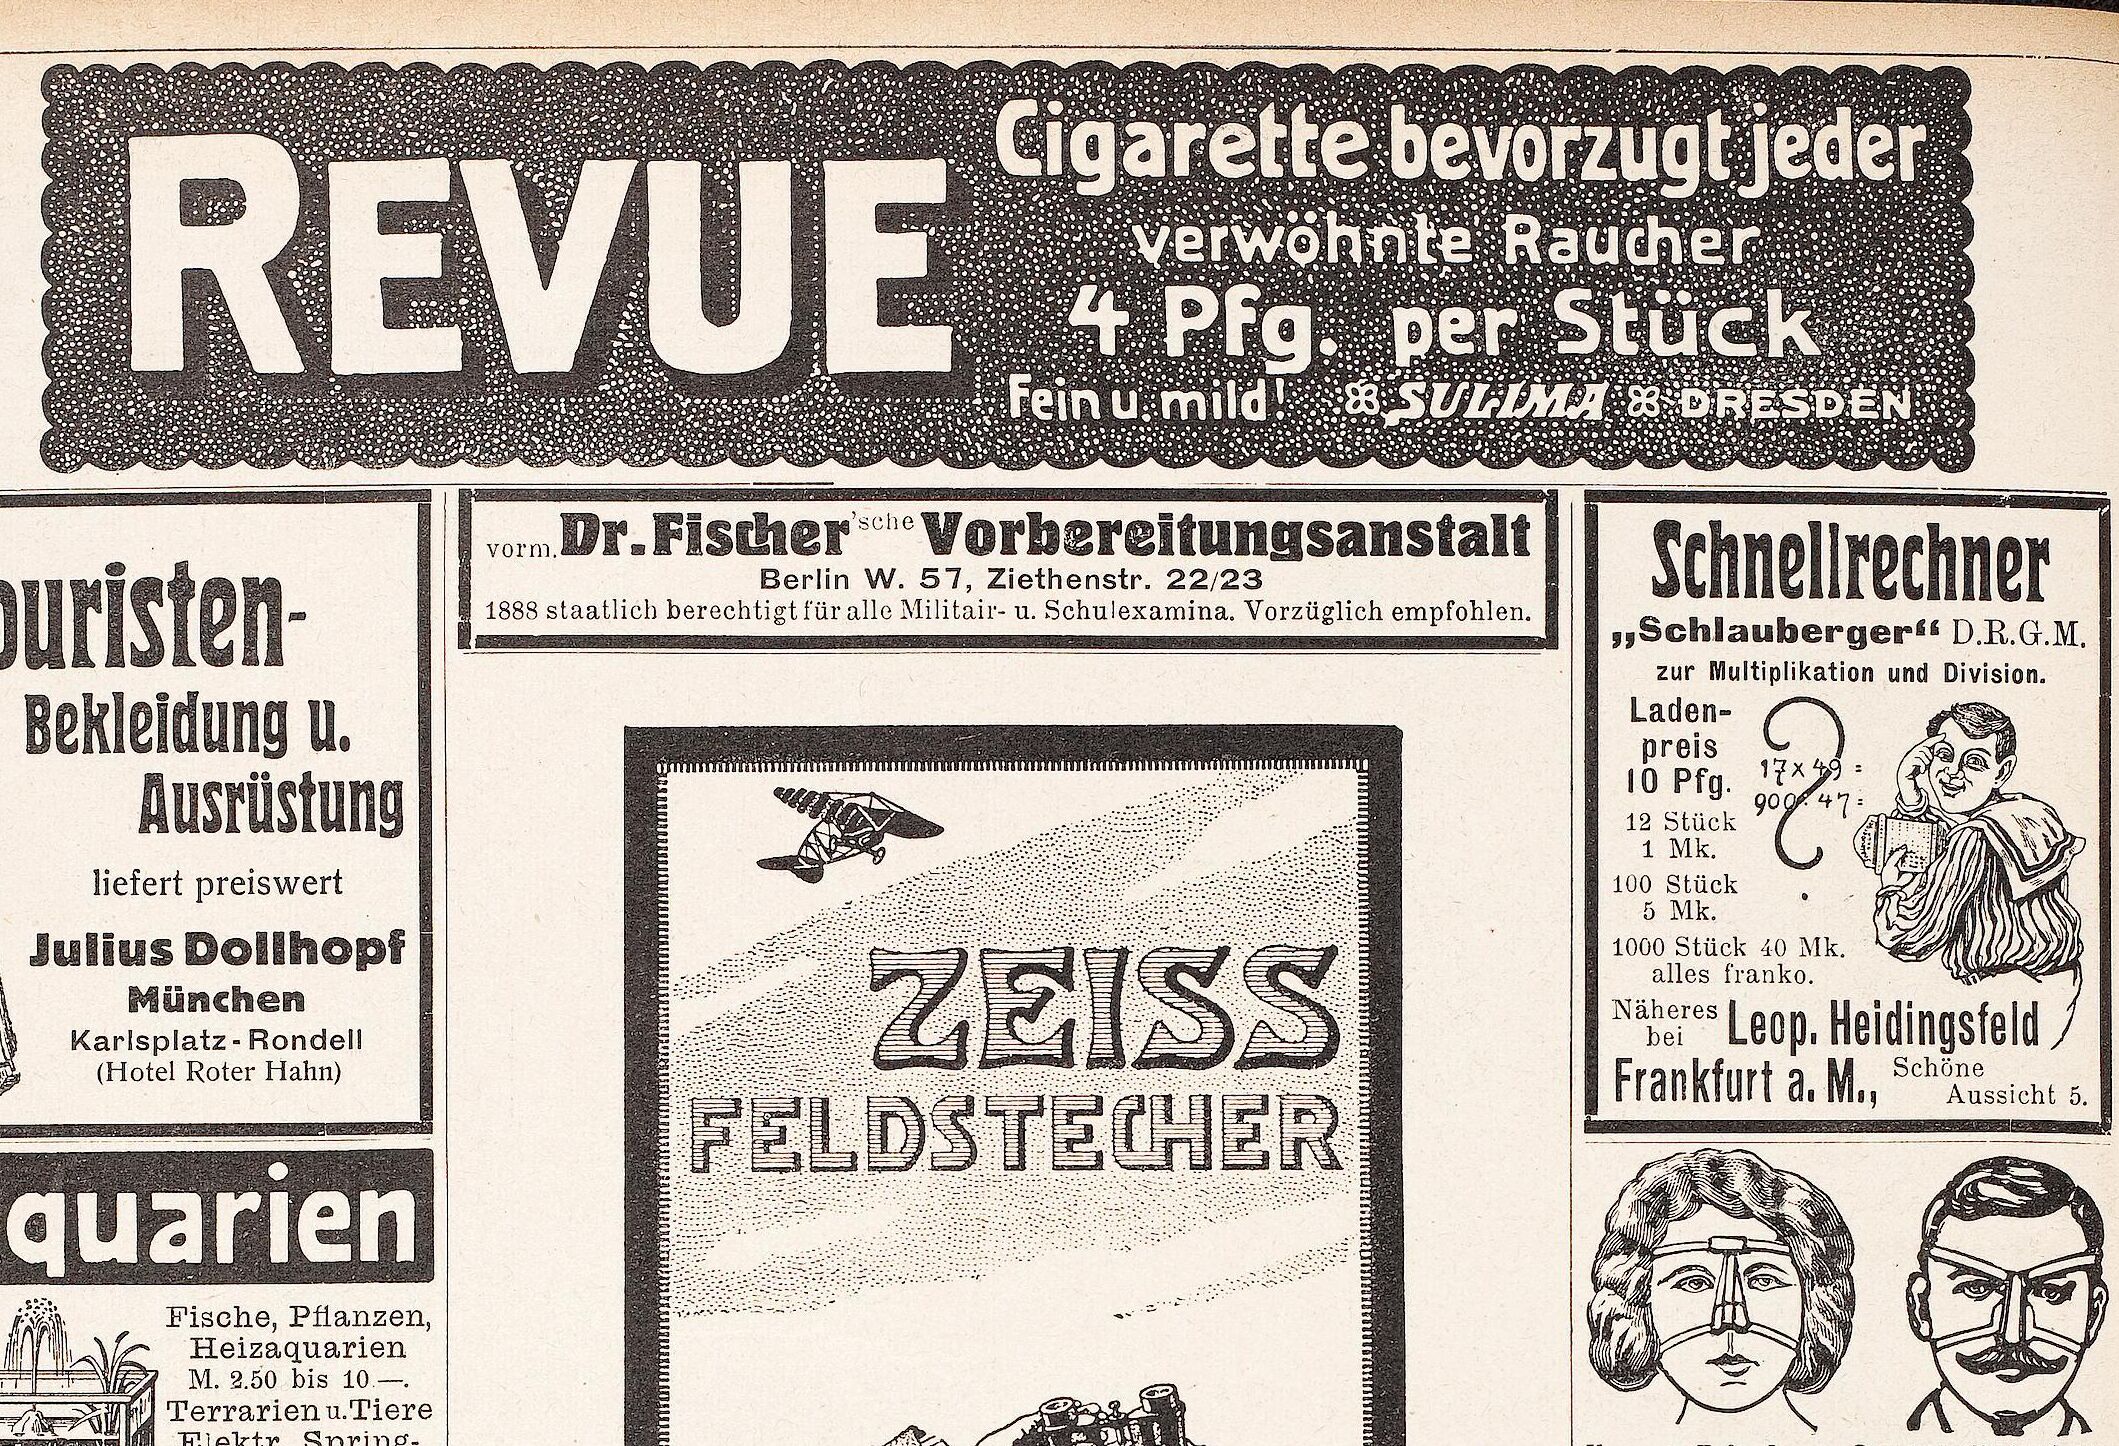 REVUE
Cigarette bevorzugt jeder
verwöhnte Raucher
4 Pfg. per Stück
Fein u. mild! SULIMA DRESDEN
ouristen-
Bekleidung u.
Ausrüstung
liefert preiswert
Julius Dollhopf
München
Karlsplatz-Rondell
(Hotel Roter Hahn)
quarien
Fische, Pflanzen,
Heizaquarien
M. 2.50 bis 10.—.
Terrarien u. Tiere
Elektr. Spring-
vorm. Dr. Fischer'sche Vorbereitungsanstalt
Berlin W. 57, Ziethenstr. 22/23
1888 staatlich berechtigt für alle Militair- u. Schulexamina. Vorzüglich empfohlen.
ZEISS
FELDSTECHER
Schnellrechner
„Schlauberger“ D.R.G.M.
zur Multiplikation und Division.
Laden-
preis
10 Pfg.
17 x 49 =
900 : 47 =
12 Stück
1 Mk.
100 Stück
5 Mk.
1000 Stück 40 Mk.
alles franko.
Näheres
bei Leop. Heidingsfeld
Frankfurt a. M., Schöne
Aussicht 5.